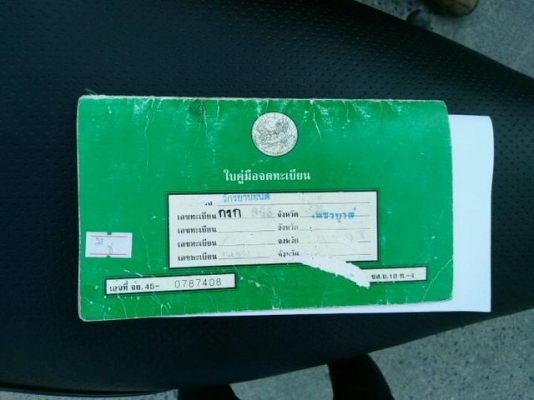 ใบคู่มือจดทะเบียน
จักรยานยนต์
เลขทะเบียน กรก 868 จังหวัด เพชรบูรณ์
เลขทะเบียน จังหวัด
เลขทะเบียน จังหวัด
เลขทะเบียน จังหวัด
เลขที่ จย. 45- 0787408